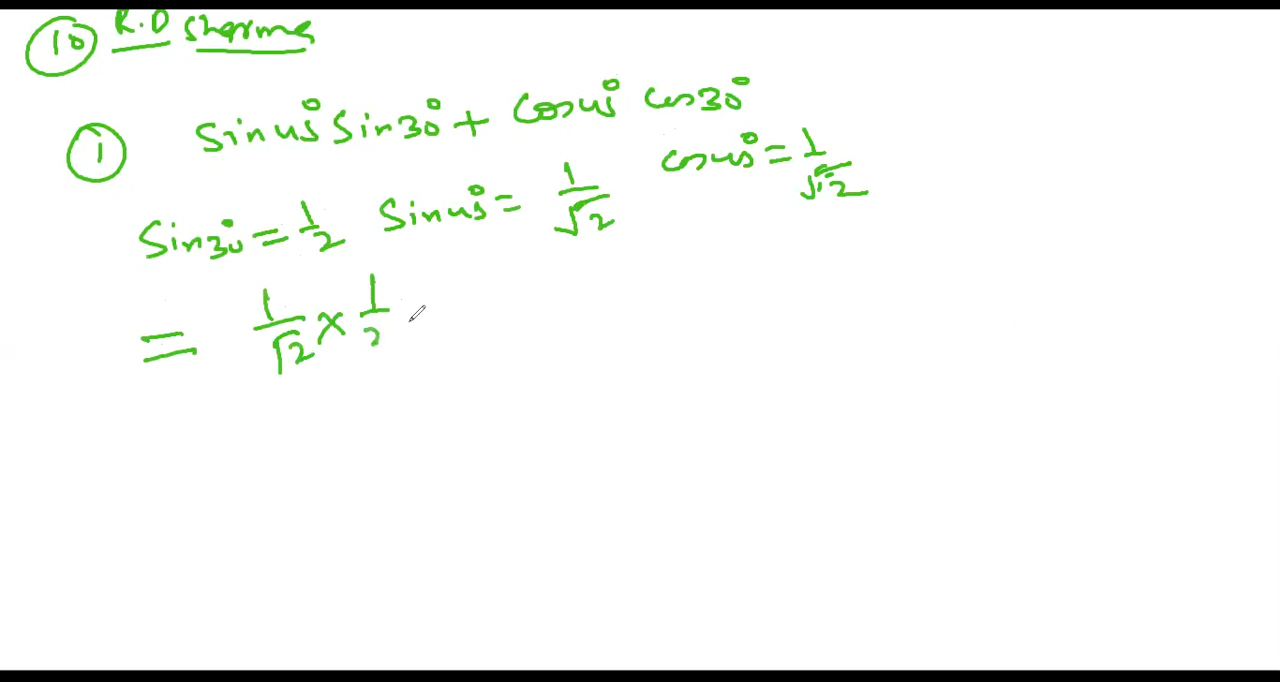 10 R.D Sharma
1 Sin45° Sin30° + Cos45° cos30°
Sin30° = 1/2 Sin45° = 1/√2 cos45° = 1/√2
= 1/√2 × 1/2